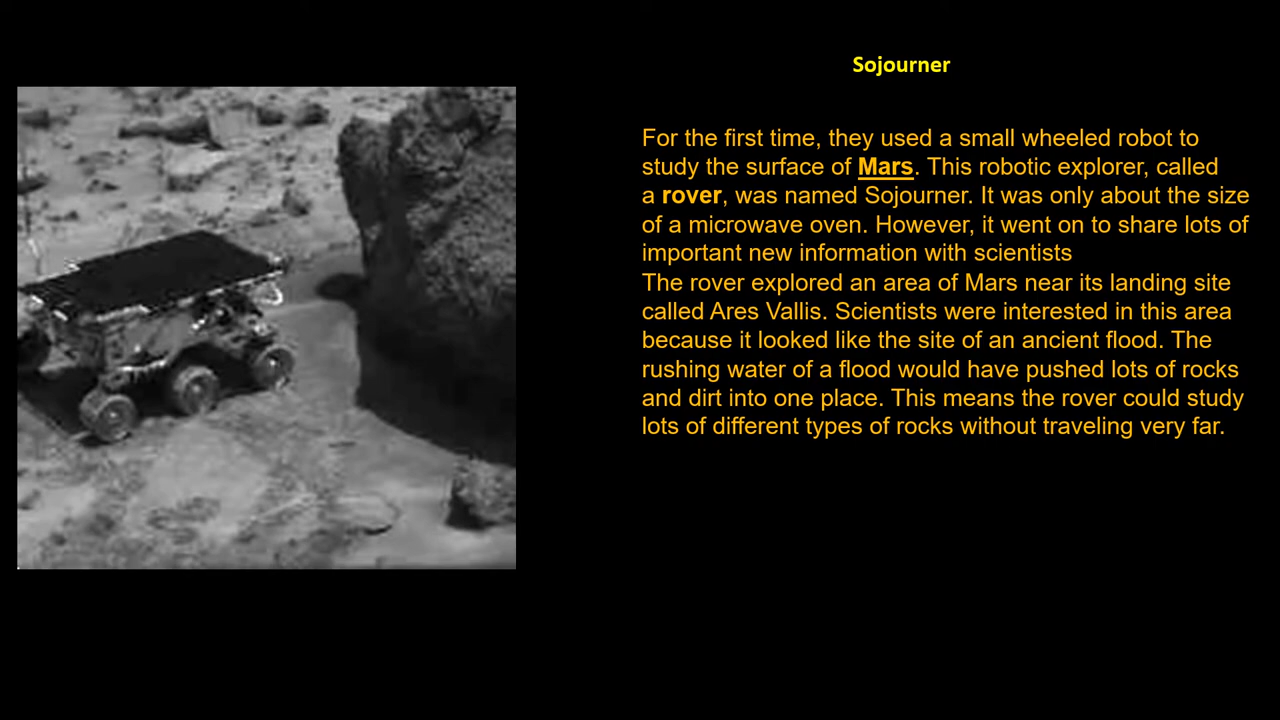 Sojourner
For the first time, they used a small wheeled robot to
study the surface of Mars. This robotic explorer, called
a rover, was named Sojourner. It was only about the size
of a microwave oven. However, it went on to share lots of
important new information with scientists
The rover explored an area of Mars near its landing site
called Ares Vallis. Scientists were interested in this area
because it looked like the site of an ancient flood. The
rushing water of a flood would have pushed lots of rocks
and dirt into one place. This means the rover could study
lots of different types of rocks without traveling very far.